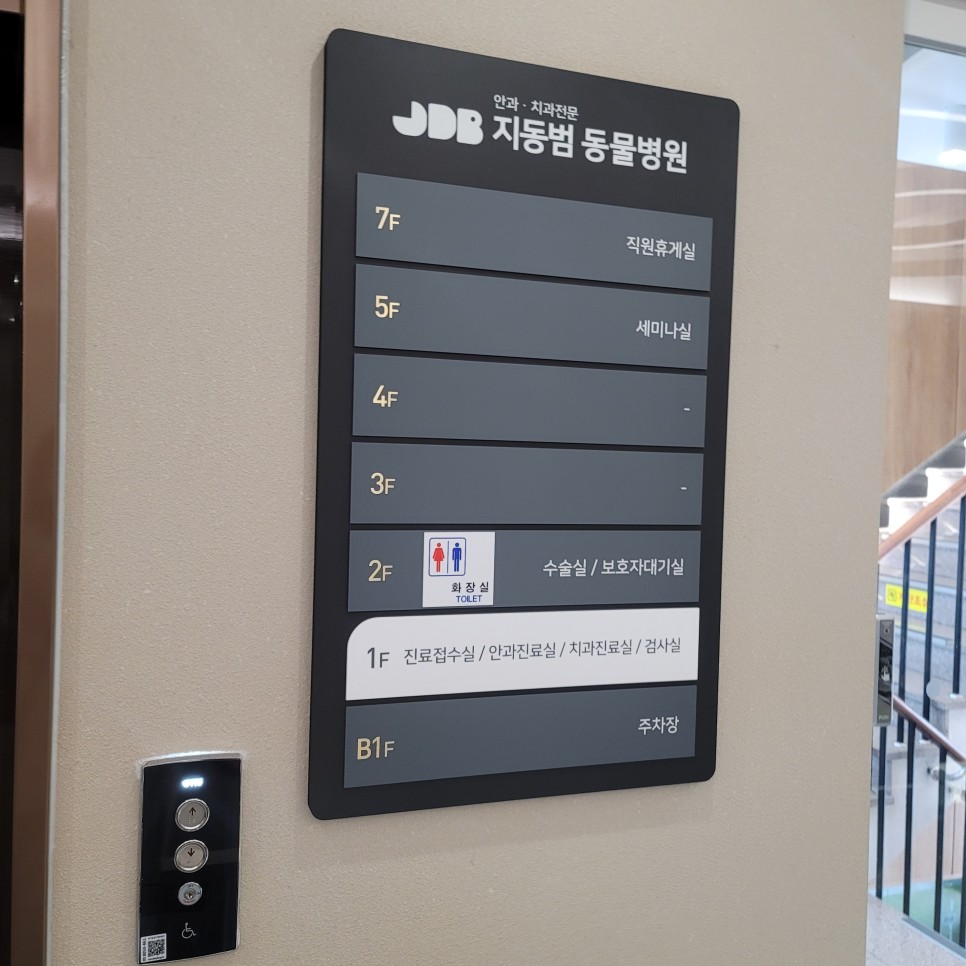 안과 · 치과전문
JDB 지동범 동물병원
7F 직원휴게실
5F 세미나실
4F -
3F -
2F 화장실 TOILET 수술실 / 보호자대기실
1F 진료접수실 / 안과진료실 / 치과진료실 / 검사실
B1F 주차장